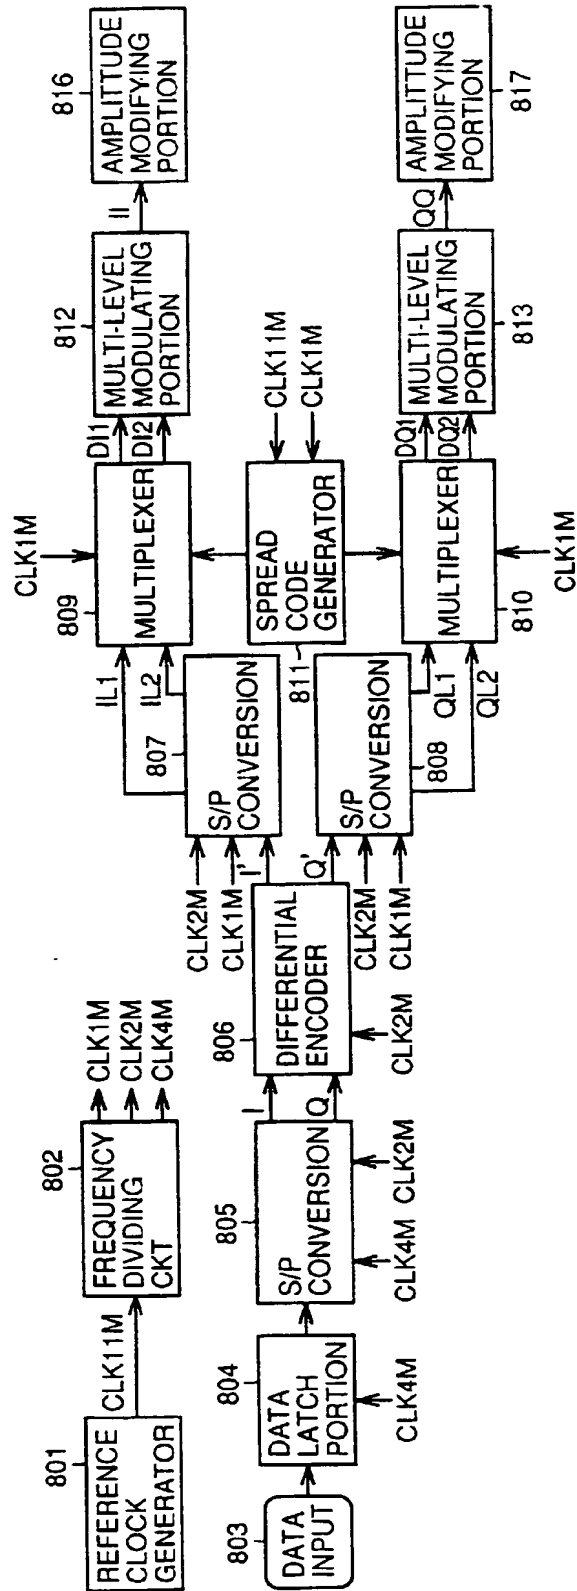 801
REFERENCE
CLOCK
GENERATOR
CLK11M
802
FREQUENCY
DIVIDING
CKT
CLK1M
CLK2M
CLK4M
803
DATA
INPUT
804
DATA
LATCH
PORTION
CLK4M
805
S/P
CONVERSION
CLK4M
CLK2M
I
Q
806
DIFFERENTIAL
ENCODER
CLK2M
I'
Q'
CLK2M
CLK1M
807
S/P
CONVERSION
IL1
IL2
CLK2M
CLK1M
808
S/P
CONVERSION
QL1
QL2
CLK1M
809
MULTIPLEXER
DI1
DI2
811
SPREAD
CODE
GENERATOR
CLK11M
CLK1M
810
MULTIPLEXER
CLK1M
DQ1
DQ2
812
MULTI-LEVEL
MODULATING
PORTION
II
813
MULTI-LEVEL
MODULATING
PORTION
QQ
816
AMPLITTUDE
MODIFYING
PORTION
817
AMPLITTUDE
MODIFYING
PORTION